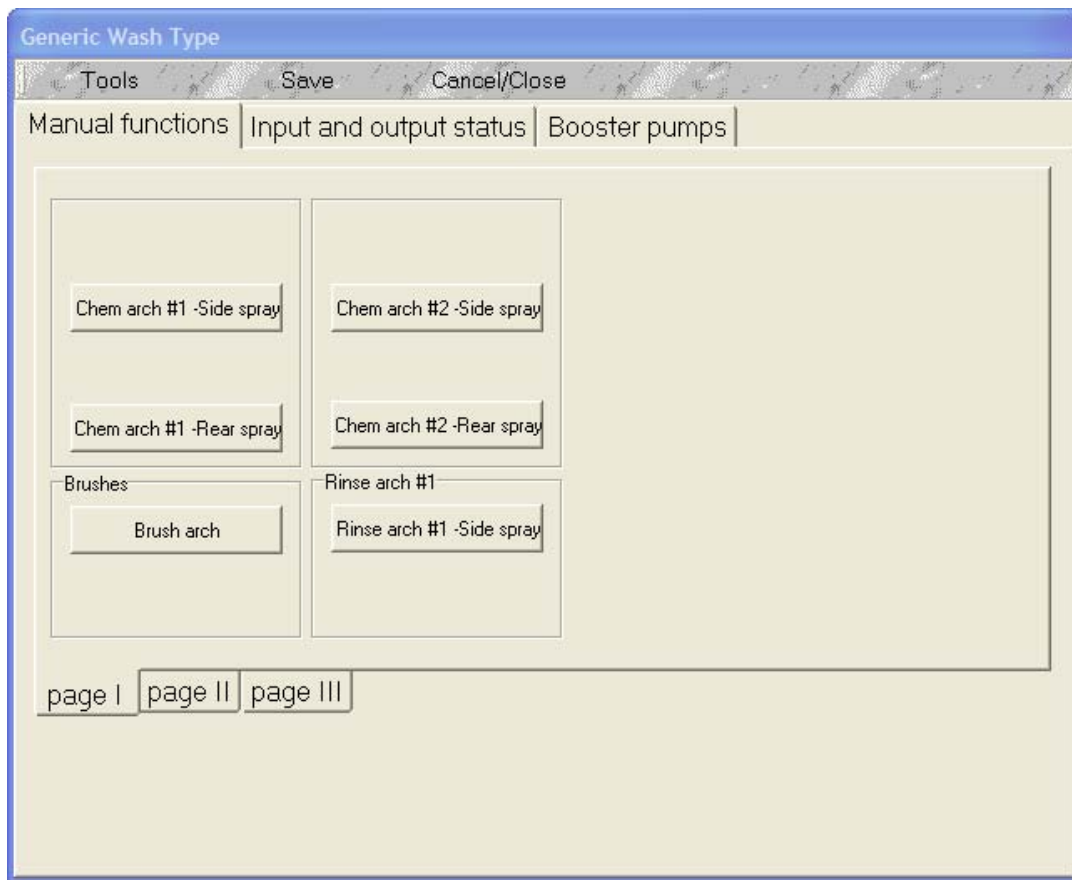 Generic Wash Type
Tools Save Cancel/Close
Manual functions Input and output status Booster pumps
Chem arch #1 -Side spray Chem arch #2 -Side spray
Chem arch #1 -Rear spray Chem arch #2 -Rear spray
Brushes Rinse arch #1
Brush arch Rinse arch #1 -Side spray
page I page II page III